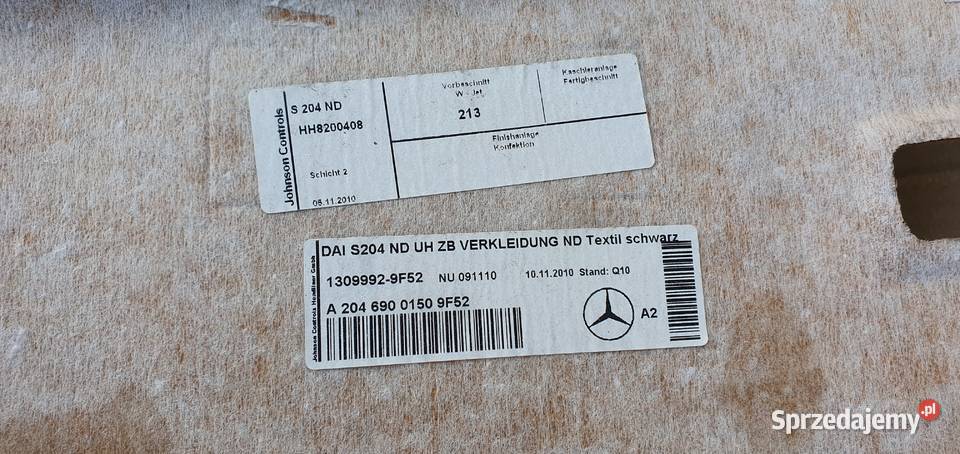 Johnson Controls
S 204 ND
HH8200408
Schicht 2
06.11.2010
Vorbeschnitt
W - Jet
213
Kaschieranlage
Fertigbeschnitt
Finishanlage
Konfektion
Johnson Controls Headliner GmbH
DAI S204 ND UH ZB VERKLEIDUNG ND Textil schwarz
1309992-9F52 NU 091110 10.11.2010 Stand: Q10
A 204 690 0150 9F52
A2
Sprzedajemy.pl